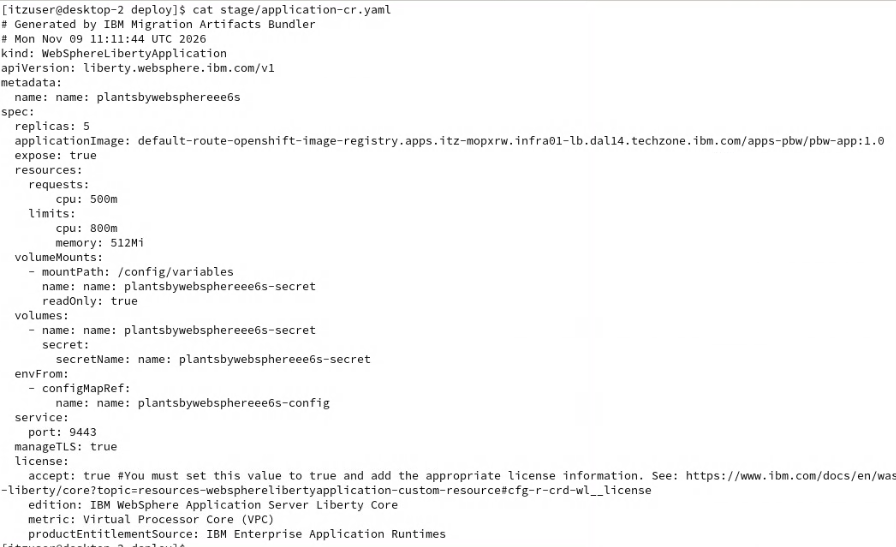 [itzuser@desktop-2 deploy]$ cat stage/application-cr.yaml
# Generated by IBM Migration Artifacts Bundler
# Mon Nov 09 11:11:44 UTC 2026
kind: WebSphereLibertyApplication
apiVersion: liberty.websphere.ibm.com/v1
metadata:
  name: name: plantsbywebsphereee6s
spec:
  replicas: 5
  applicationImage: default-route-openshift-image-registry.apps.itz-mopxrw.infra01-lb.dal14.techzone.ibm.com/apps-pbw/pbw-app:1.0
  expose: true
  resources:
    requests:
        cpu: 500m
    limits:
        cpu: 800m
        memory: 512Mi
  volumeMounts:
    - mountPath: /config/variables
      name: name: plantsbywebsphereee6s-secret
      readOnly: true
  volumes:
    - name: name: plantsbywebsphereee6s-secret
      secret:
        secretName: name: plantsbywebsphereee6s-secret
  envFrom:
    - configMapRef:
        name: name: plantsbywebsphereee6s-config
  service:
    port: 9443
  manageTLS: true
  license:
    accept: true #You must set this value to true and add the appropriate license information. See: https://www.ibm.com/docs/en/was
-liberty/core?topic=resources-webspherelibertyapplication-custom-resource#cfg-r-crd-wl__license
    edition: IBM WebSphere Application Server Liberty Core
    metric: Virtual Processor Core (VPC)
    productEntitlementSource: IBM Enterprise Application Runtimes
[itzuser@desktop-2 deploy]$